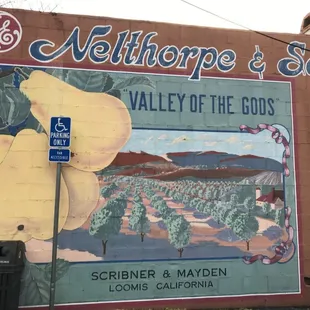 Nelthorpe & S
"VALLEY OF THE GODS"
PARKING
ONLY
SCRIBNER & MAYDEN
LOOMIS CALIFORNIA